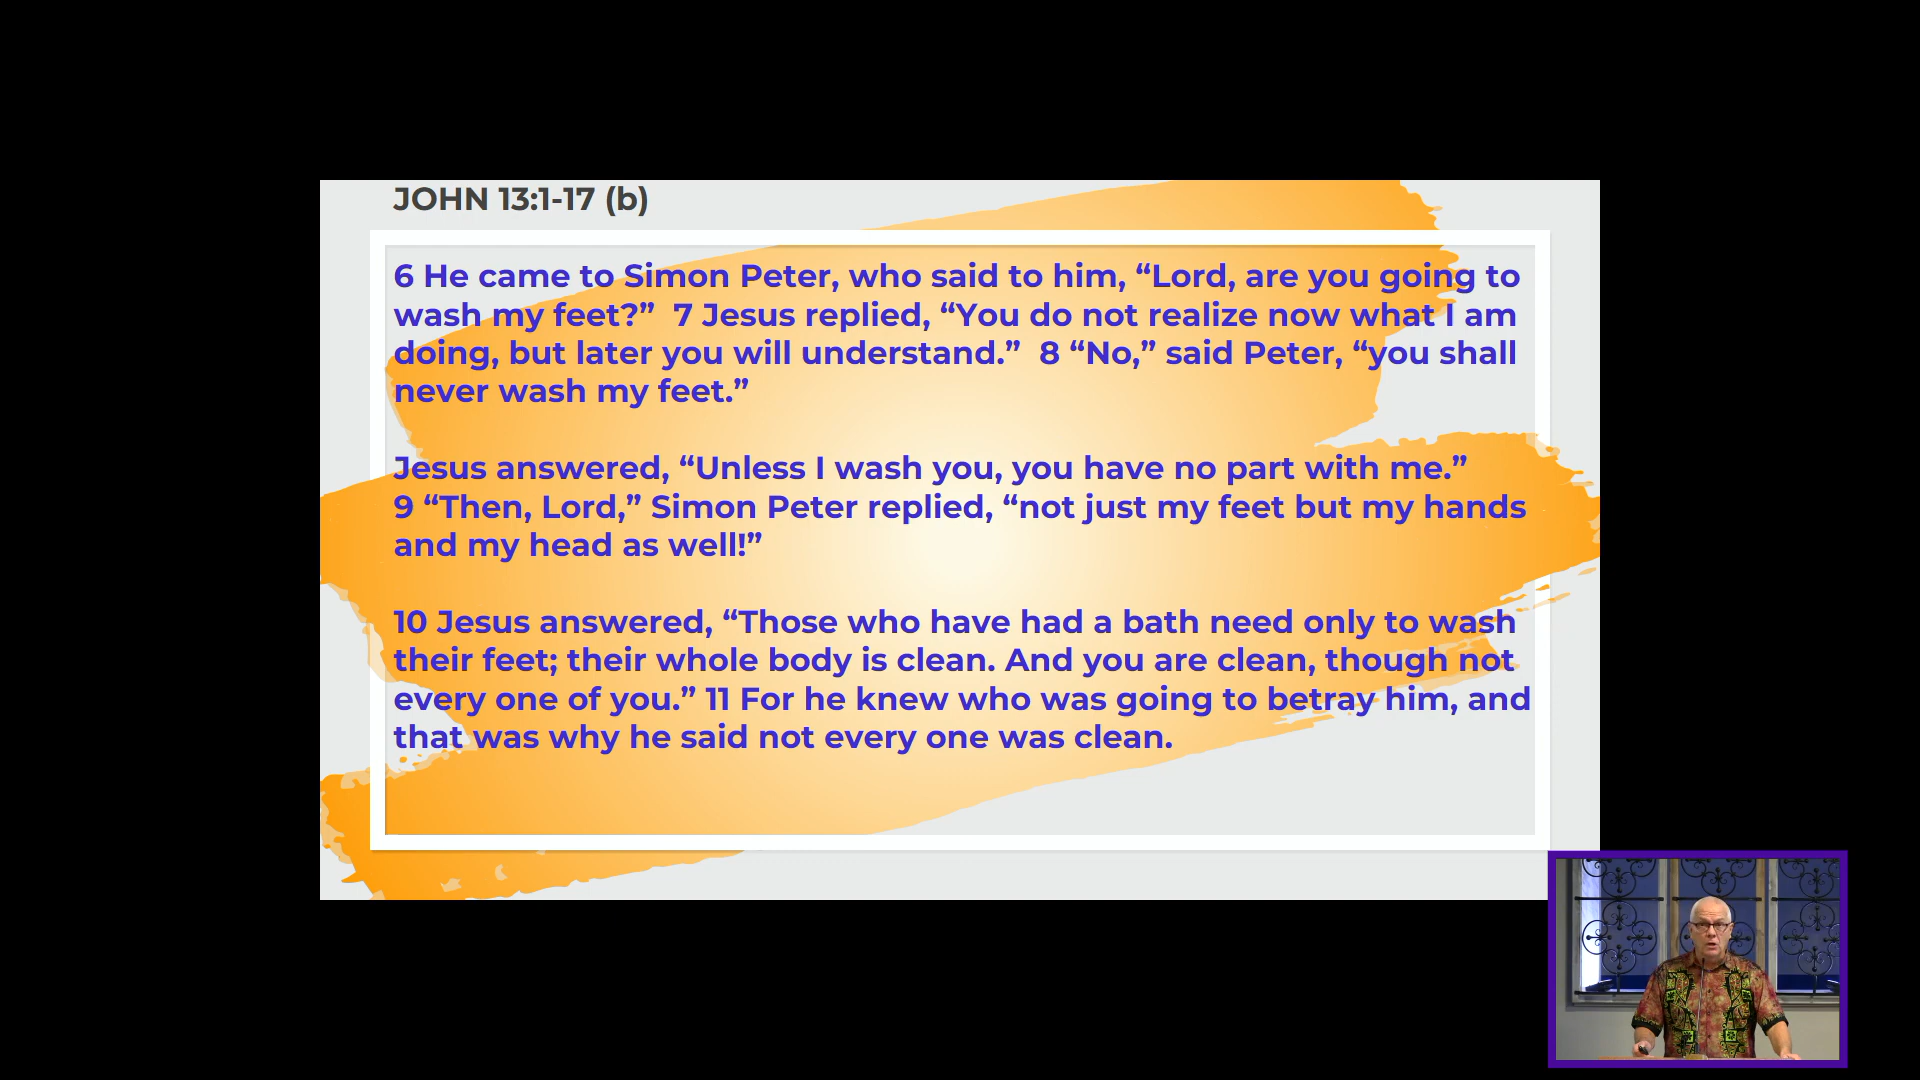 JOHN 13:1-17 (b)
6 He came to Simon Peter, who said to him, “Lord, are you going to
wash my feet?”  7 Jesus replied, “You do not realize now what I am
doing, but later you will understand.”  8 “No,” said Peter, “you shall
never wash my feet.”
Jesus answered, “Unless I wash you, you have no part with me.”
9 “Then, Lord,” Simon Peter replied, “not just my feet but my hands
and my head as well!”
10 Jesus answered, “Those who have had a bath need only to wash
their feet; their whole body is clean. And you are clean, though not
every one of you.” 11 For he knew who was going to betray him, and
that was why he said not every one was clean.